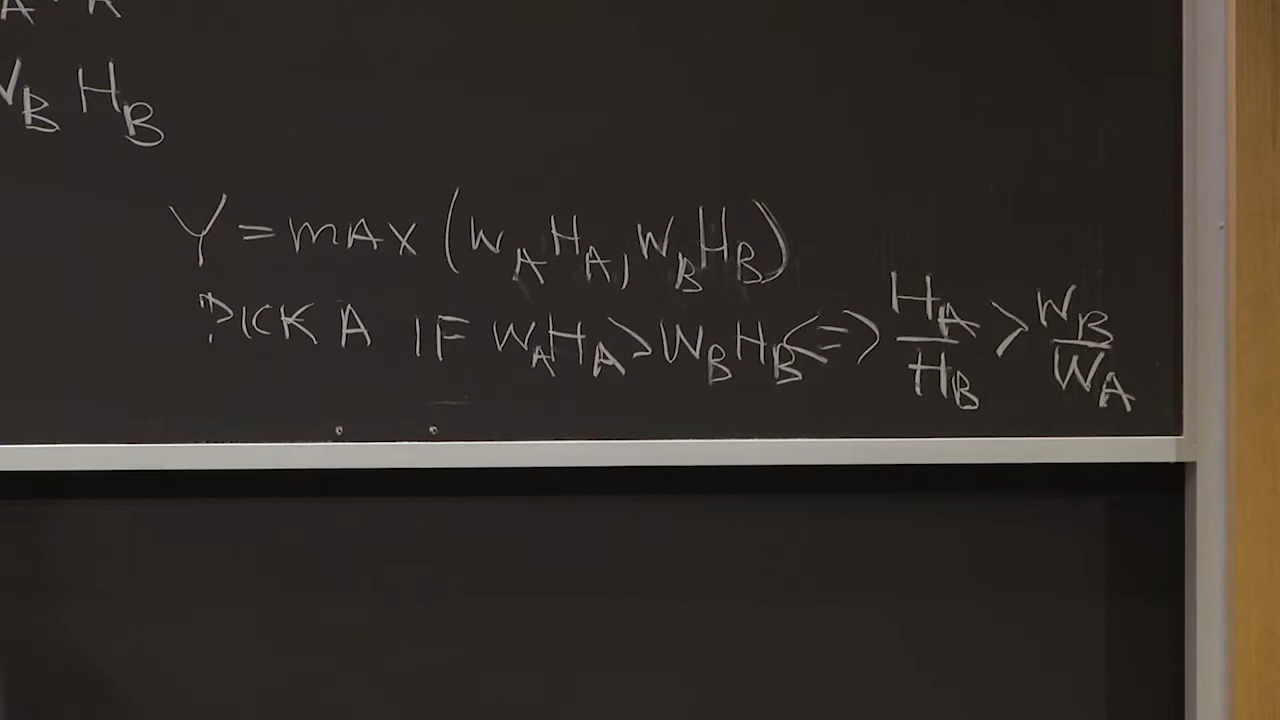 W_B H_B
Y = MAX (W_A H_A, W_B H_B)
PICK A IF W_A H_A > W_B H_B <=> H_A/H_B > W_B/W_A